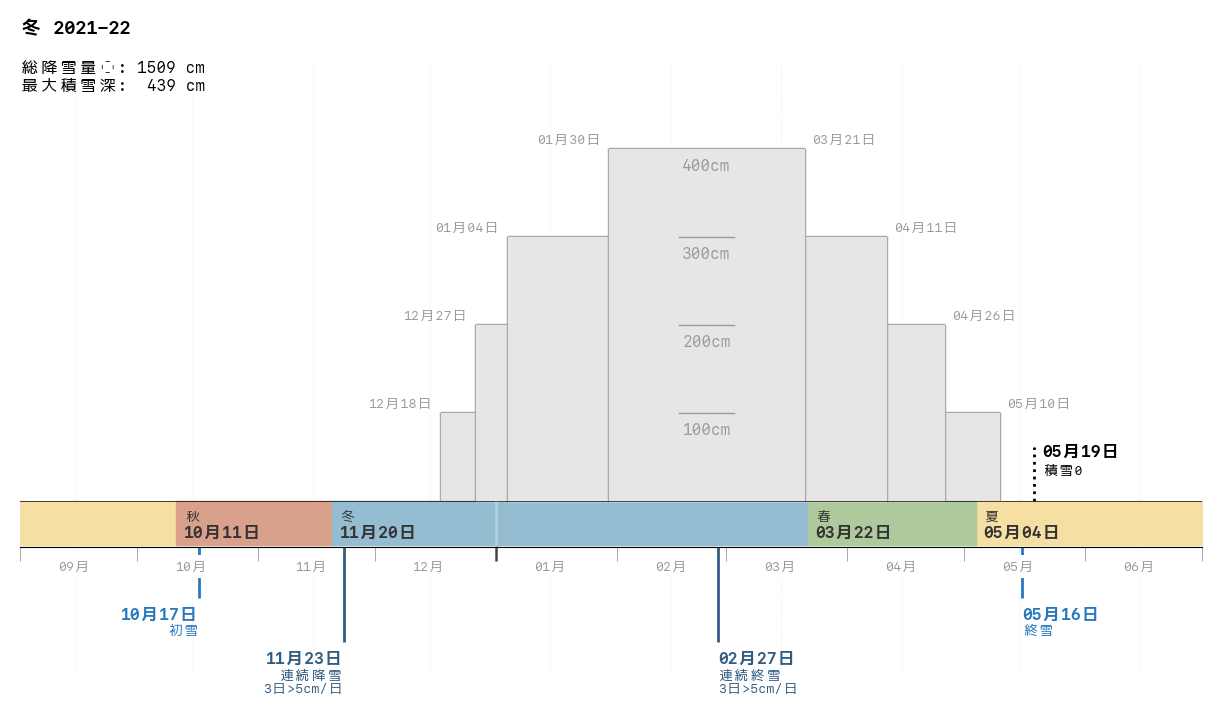 冬 2021-22
総降雪量: 1509 cm
最大積雪深: 439 cm
01月30日
03月21日
400cm
01月04日
04月11日
300cm
12月27日
04月26日
200cm
12月18日
05月10日
100cm
05月19日
積雪0
秋
10月11日
冬
11月20日
春
03月22日
夏
05月04日
09月
10月
11月
12月
01月
02月
03月
04月
05月
06月
10月17日
初雪
05月16日
終雪
11月23日
連続降雪
3日>5cm/日
02月27日
連続終雪
3日>5cm/日